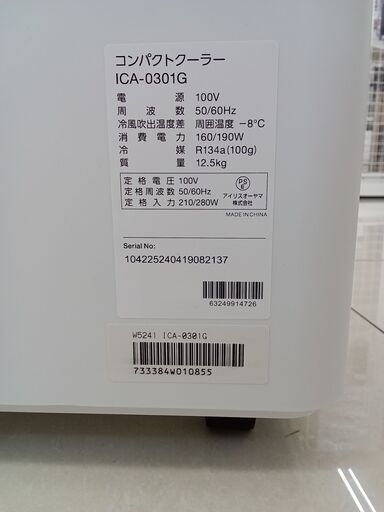 コンパクトクーラー
ICA-0301G
電源 100V
周波数 50/60Hz
冷風吹出温度差 周囲温度 −8℃
消費電力 160/190W
冷媒 R134a(100g)
質量 12.5kg
定格電圧 100V
定格周波数 50/60Hz
定格入力 210/280W
PSE
アイリスオーヤマ
株式会社
MADE IN CHINA
Serial No:
104225240419082137
63249914726
W5241 ICA-0301G
733384W010855